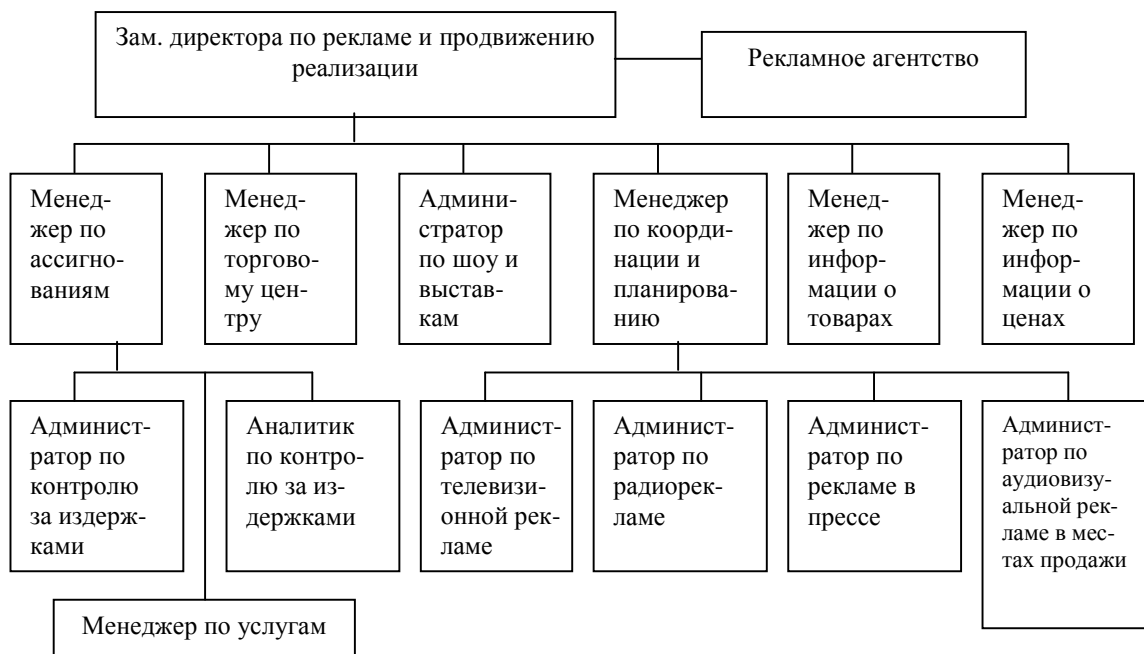 Зам. директора по рекламе и продвижению
реализации
Рекламное агентство
Менед-
жер по
ассигно-
ваниям
Менед-
жер по
торгово-
му цен-
тру
Админи-
стратор
по шоу и
выстав-
кам
Менеджер
по коорди-
нации и
планирова-
нию
Менед-
жер по
инфор-
мации о
товарах
Менед-
жер по
инфор-
мации о
ценах
Админист-
ратор по
контролю
за издерж-
ками
Аналитик
по контро-
лю за из-
держками
Админист-
ратор по
телевизи-
онной рек-
ламе
Админист-
ратор по
радиорек-
ламе
Админист-
ратор по
рекламе в
прессе
Админист-
ратор по
аудиовизу-
альной рек-
ламе в мес-
тах продажи
Менеджер по услугам